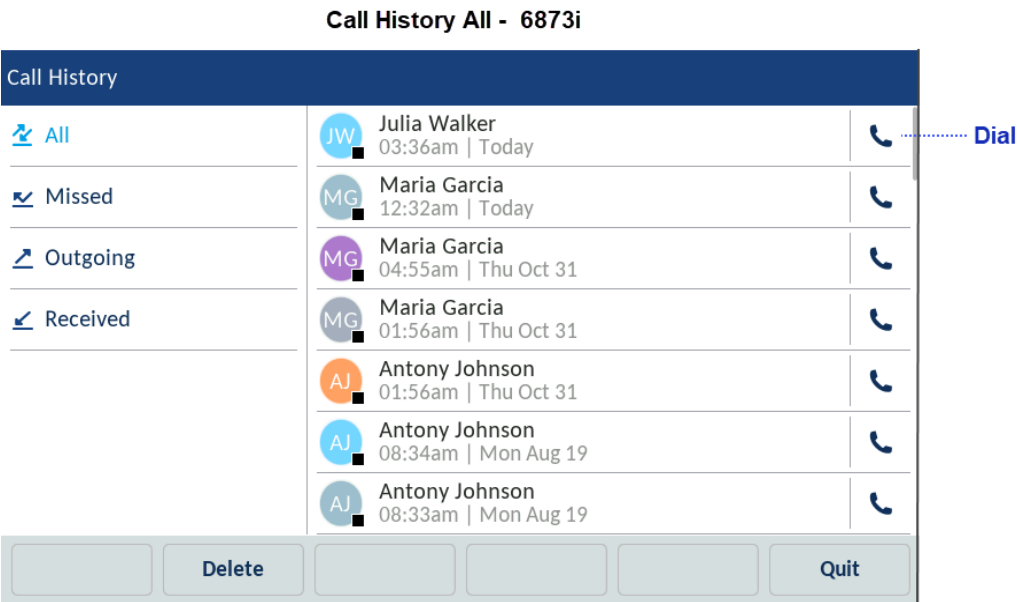 Call History All - 6873i
Call History
All
Missed
Outgoing
Received
JW
Julia Walker
03:36am | Today
Dial
MG
Maria Garcia
12:32am | Today
MG
Maria Garcia
04:55am | Thu Oct 31
MG
Maria Garcia
01:56am | Thu Oct 31
AJ
Antony Johnson
01:56am | Thu Oct 31
AJ
Antony Johnson
08:34am | Mon Aug 19
AJ
Antony Johnson
08:33am | Mon Aug 19
Delete
Quit